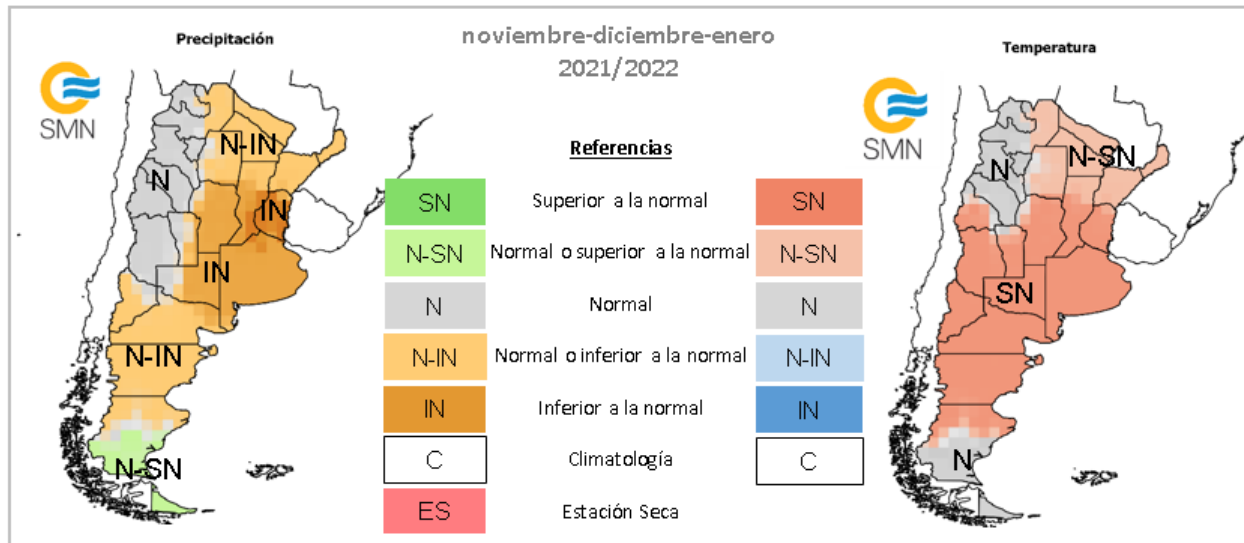 noviembre-diciembre-enero
2021/2022
Precipitación
SMN
N-IN
N
IN
IN
N-IN
N-SN
Referencias
SN Superior a la normal SN
N-SN Normal o superior a la normal N-SN
N Normal N
N-IN Normal o inferior a la normal N-IN
IN Inferior a la normal IN
C Climatología C
ES Estación Seca
Temperatura
SMN
N-SN
N
SN
N